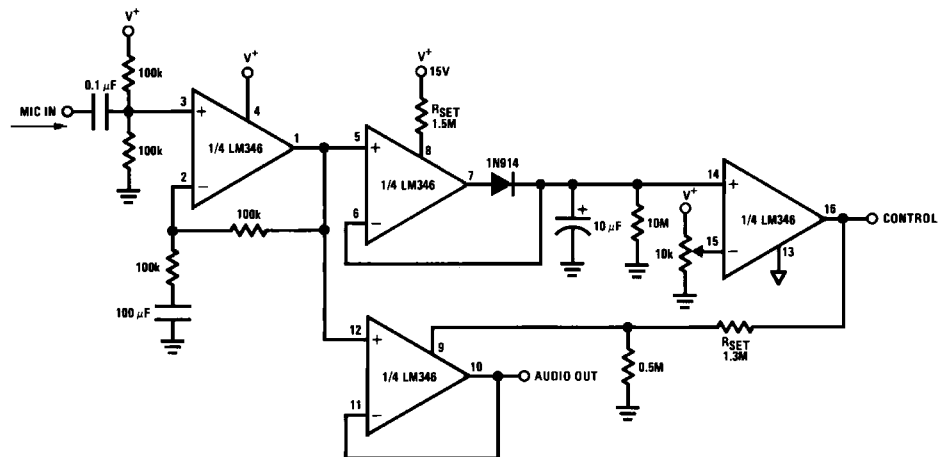 V+
100k
0.1 μF
MIC IN
100k
3
+
V+
4
1/4 LM346
1
2
−
100k
100k
100 μF
V+
15V
RSET
1.5M
5
+
8
1/4 LM346
7
6
−
1N914
+
10 μF
10M
V+
10k
14
+
1/4 LM346
16
15
−
13
CONTROL
12
+
9
1/4 LM346
10
11
−
AUDIO OUT
0.5M
RSET
1.3M